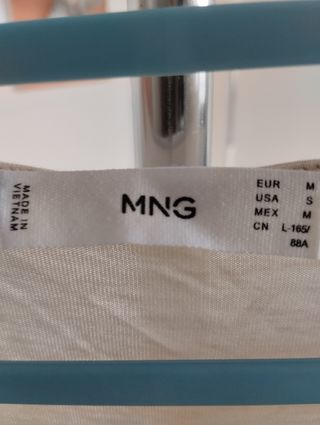 MADE IN
VIETNAM
MNG
EUR M
USA S
MEX M
CN L-165/
88A